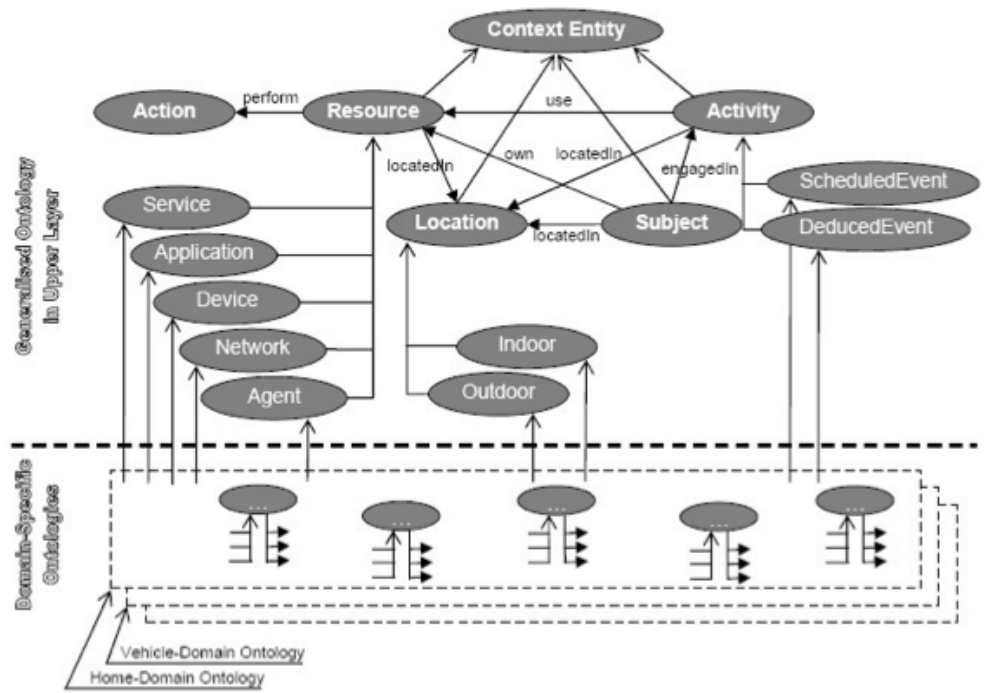 Context Entity
Action
perform
Resource
use
Activity
locatedIn
own
locatedIn
engagedIn
Service
Location
locatedIn
Subject
ScheduledEvent
DeducedEvent
Application
Device
Network
Agent
Indoor
Outdoor
Generalised Ontology
in Upper Layer
Domain-Specific
Ontologies
...
...
...
...
...
Vehicle-Domain Ontology
Home-Domain Ontology